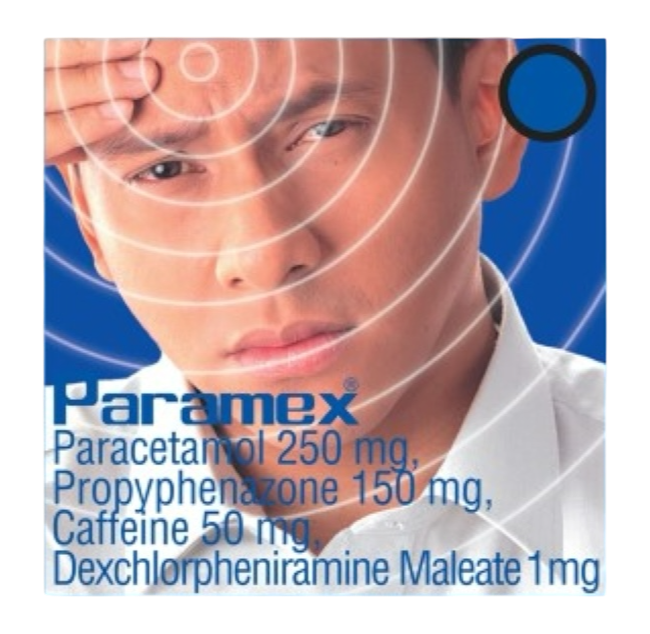 Paramex®
Paracetamol 250 mg,
Propyphenazone 150 mg,
Caffeine 50 mg,
Dexchlorpheniramine Maleate 1mg